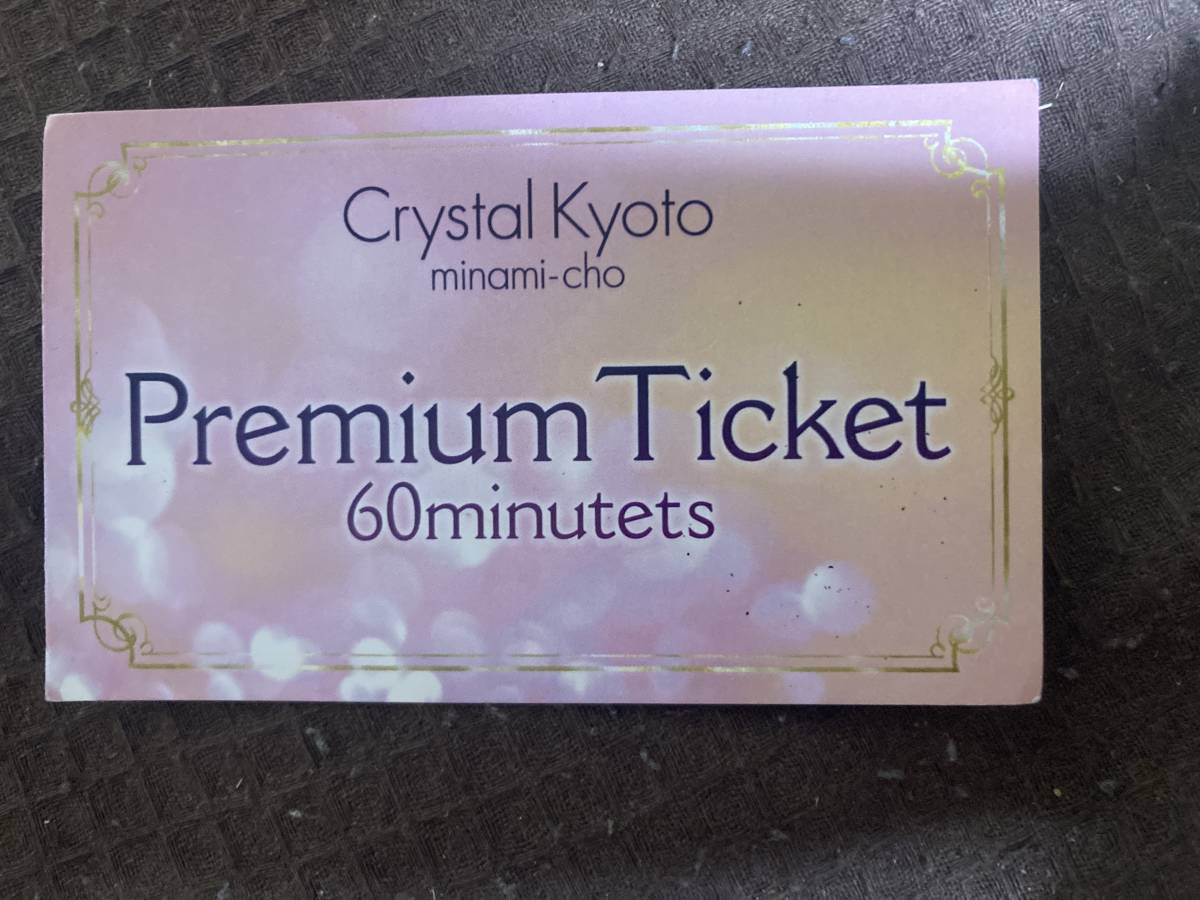 Crystal Kyoto
minami-cho
Premium Ticket
60minutets